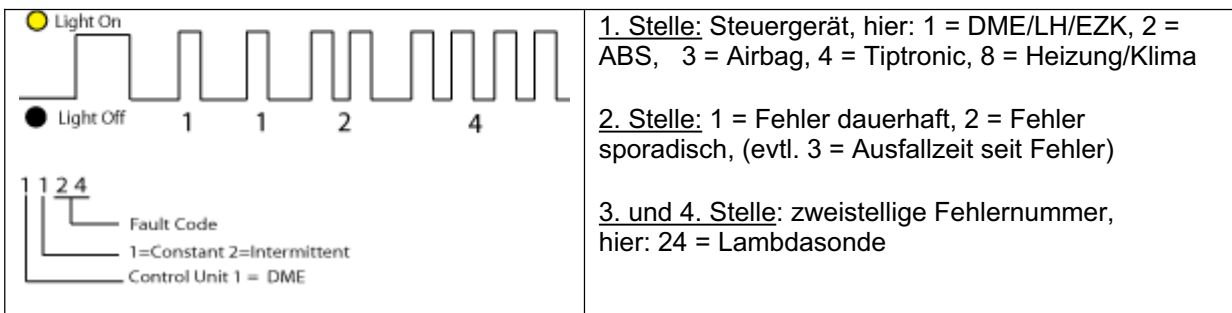 Light On
Light Off
1 1 2 4
1 1 2 4
Fault Code
1=Constant 2=Intermittent
Control Unit 1 = DME
1. Stelle: Steuergerät, hier: 1 = DME/LH/EZK, 2 =
ABS, 3 = Airbag, 4 = Tiptronic, 8 = Heizung/Klima
2. Stelle: 1 = Fehler dauerhaft, 2 = Fehler
sporadisch, (evtl. 3 = Ausfallzeit seit Fehler)
3. und 4. Stelle: zweistellige Fehlernummer,
hier: 24 = Lambdasonde